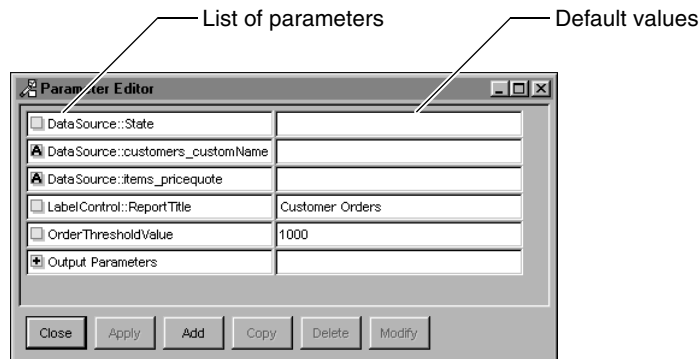 List of parameters
Default values
Parameter Editor
DataSource::State
A DataSource::customers_customName
A DataSource::items_pricequote
LabelControl::ReportTitle
Customer Orders
OrderThresholdValue
1000
Output Parameters
Close
Apply
Add
Copy
Delete
Modify